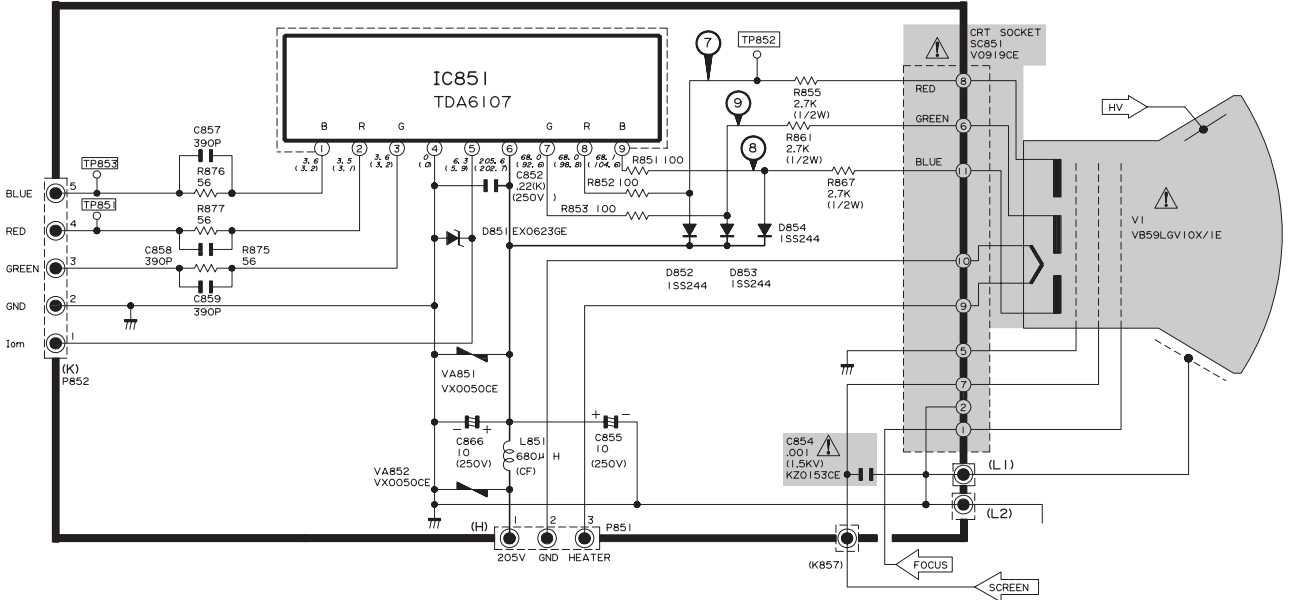 CRT SOCKET
SC851
V0919CE
7
TP852
IC851
TDA6107
R855
2.7K
(1/2W)
RED
8
HV
9
GREEN
6
R861
2.7K
(1/2W)
C857
390P
B R G G R B
1 2 3 4 5 6 7 8 9
3.6
(3.2)
3.5
(3.7)
3.6
(3.2)
0
(0)
6.3
(5.9)
205.6
(202.7)
68.0
(92.6)
68.1
(104.6)
8
BLUE
11
TP853
R876
56
C852
.22(K)
(250V )
R851 100
R867
2.7K
(1/2W)
R852 100
R853 100
BLUE
5
TP851
R877
56
RED
4
V1
VB59LGV10X/1E
D851 EX0623GE
D854
1SS244
C858
390P
R875
56
GREEN
3
D852
1SS244
D853
1SS244
10
C859
390P
GND
2
9
Iom
1
(K)
P852
5
VA851
VX0050CE
7
2
1
C866
10
(250V)
- +
L851
680μ H
(CF)
+ -
C855
10
(250V)
C854
.001
(1.5KV)
KZ0153CE
(L1)
VA852
VX0050CE
(L2)
(H)
1 2 3
P851
205V GND HEATER
(K857)
FOCUS
SCREEN